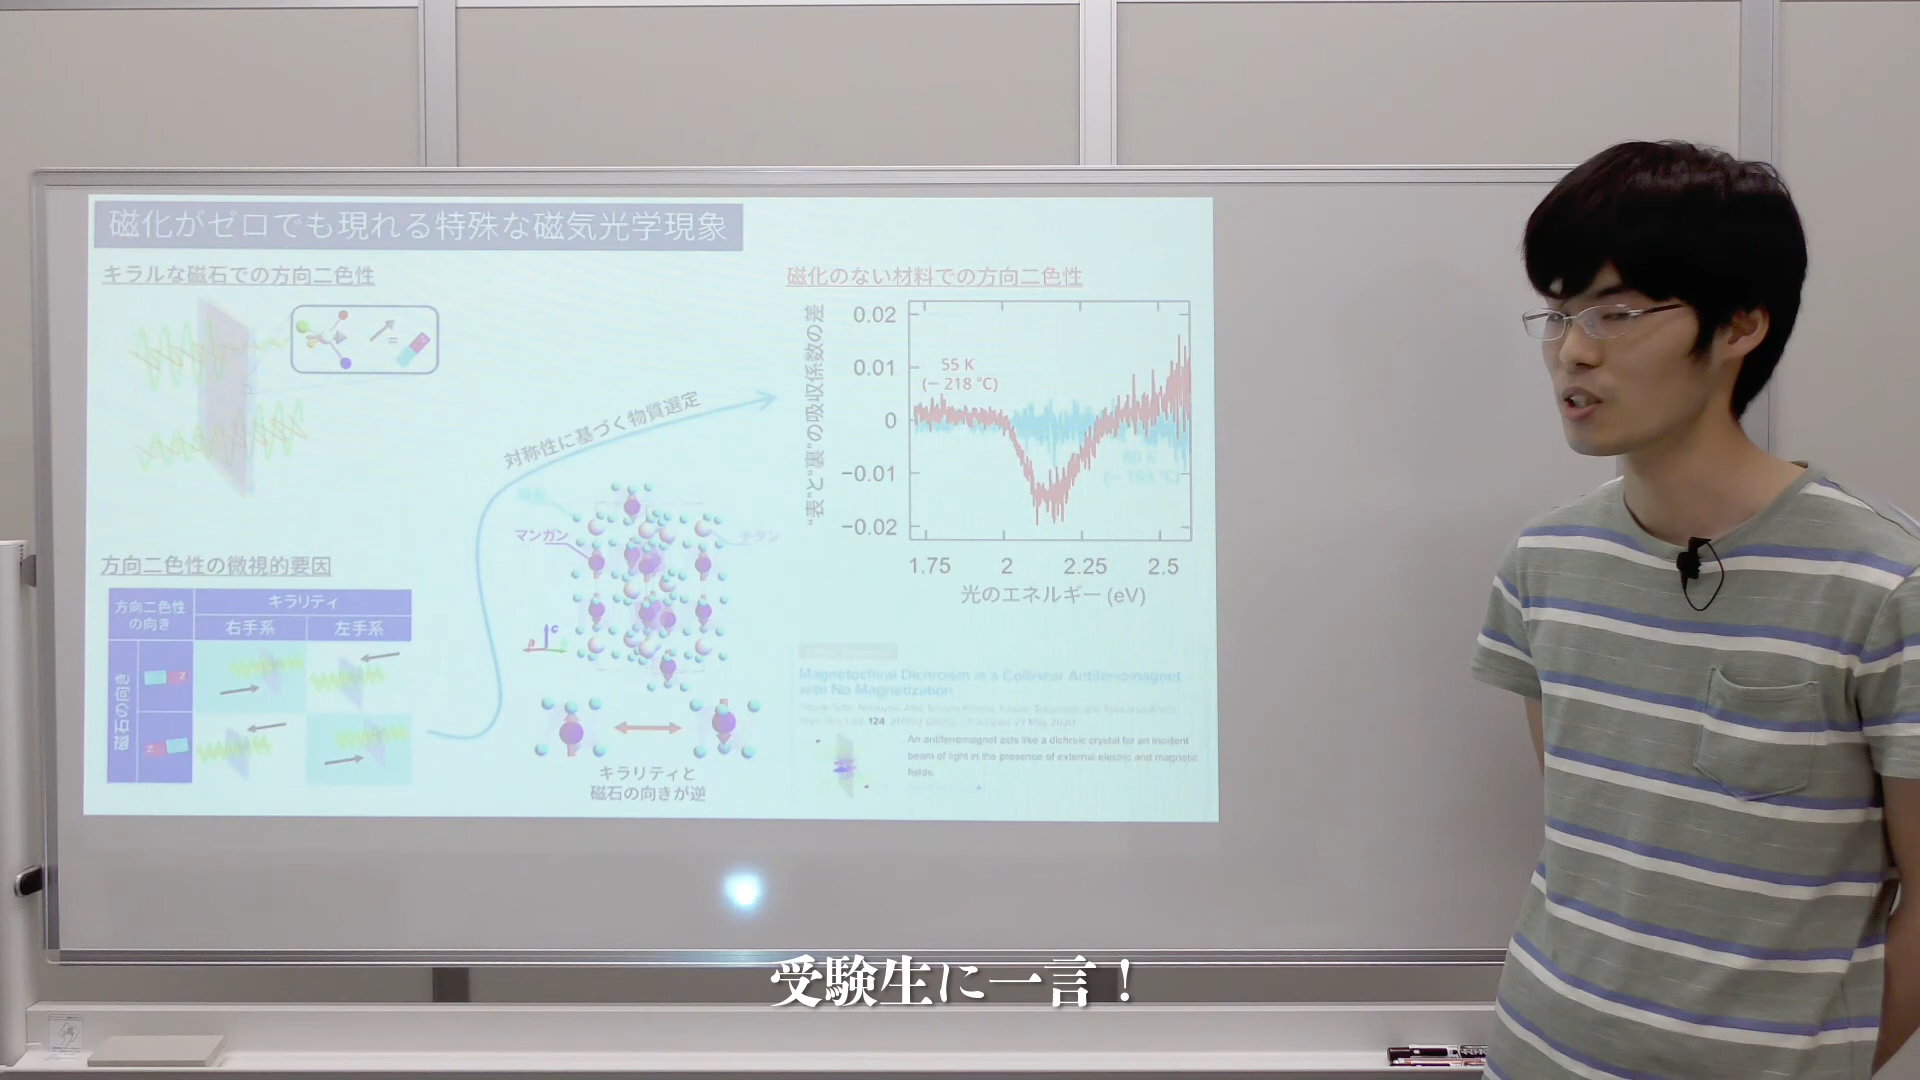 磁化がゼロでも現れる特殊な磁気光学現象
キラルな磁石での方向二色性
方向二色性の微視的要因
方向二色性
の向き
キラリティ
右手系
左手系
磁石の向き
対称性に基づく物質選定
マンガン
チタン
c
a
キラリティと
磁石の向きが逆
磁化のない材料での方向二色性
“表”と“裏”の吸収係数の差
0.02
0.01
0
−0.01
−0.02
55 K
(− 218 ℃)
1.75
2
2.25
2.5
光のエネルギー (eV)
Magnetochiral Dichroism in a Collinear Antiferromagnet
with No Magnetization
An antiferromagnet acts like a dichroic crystal for an incident
beam of light in the presence of external electric and magnetic
fields.
受験生に一言！